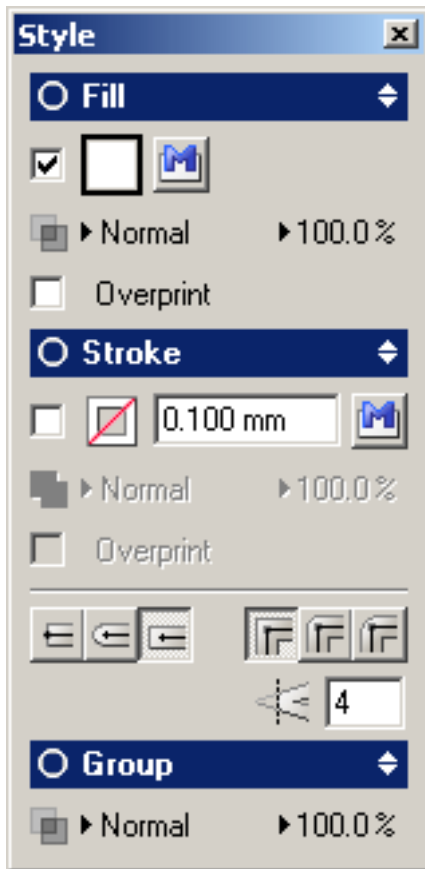 Style
Fill
Normal 100.0%
Overprint
Stroke
0.100 mm
Normal 100.0%
Overprint
4
Group
Normal 100.0%